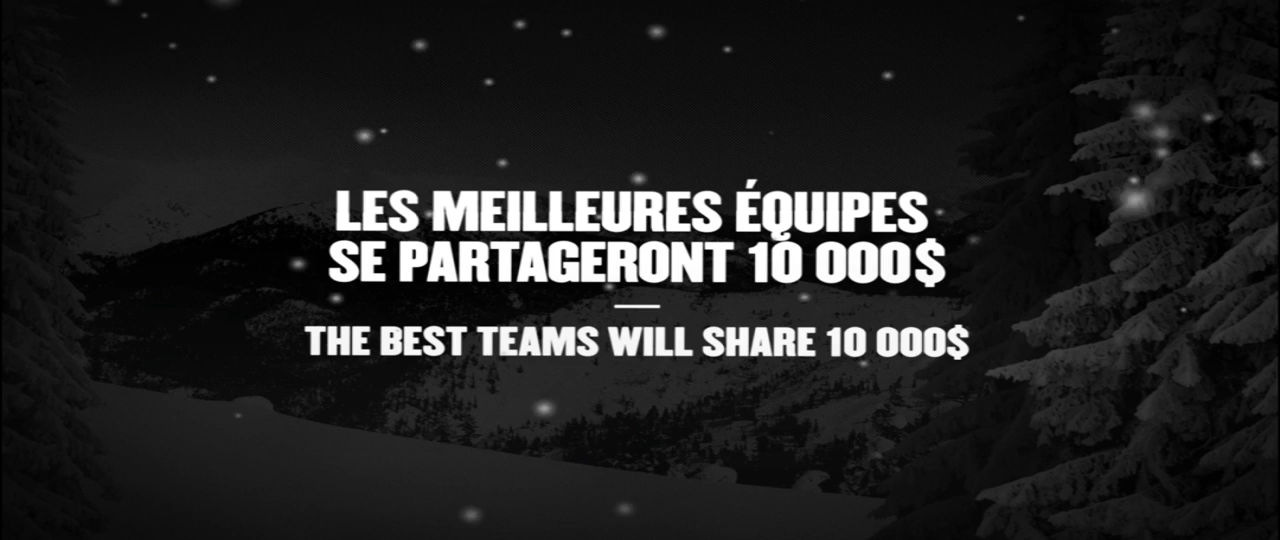 LES MEILLEURES ÉQUIPES
SE PARTAGERONT 10 000$
THE BEST TEAMS WILL SHARE 10 000$